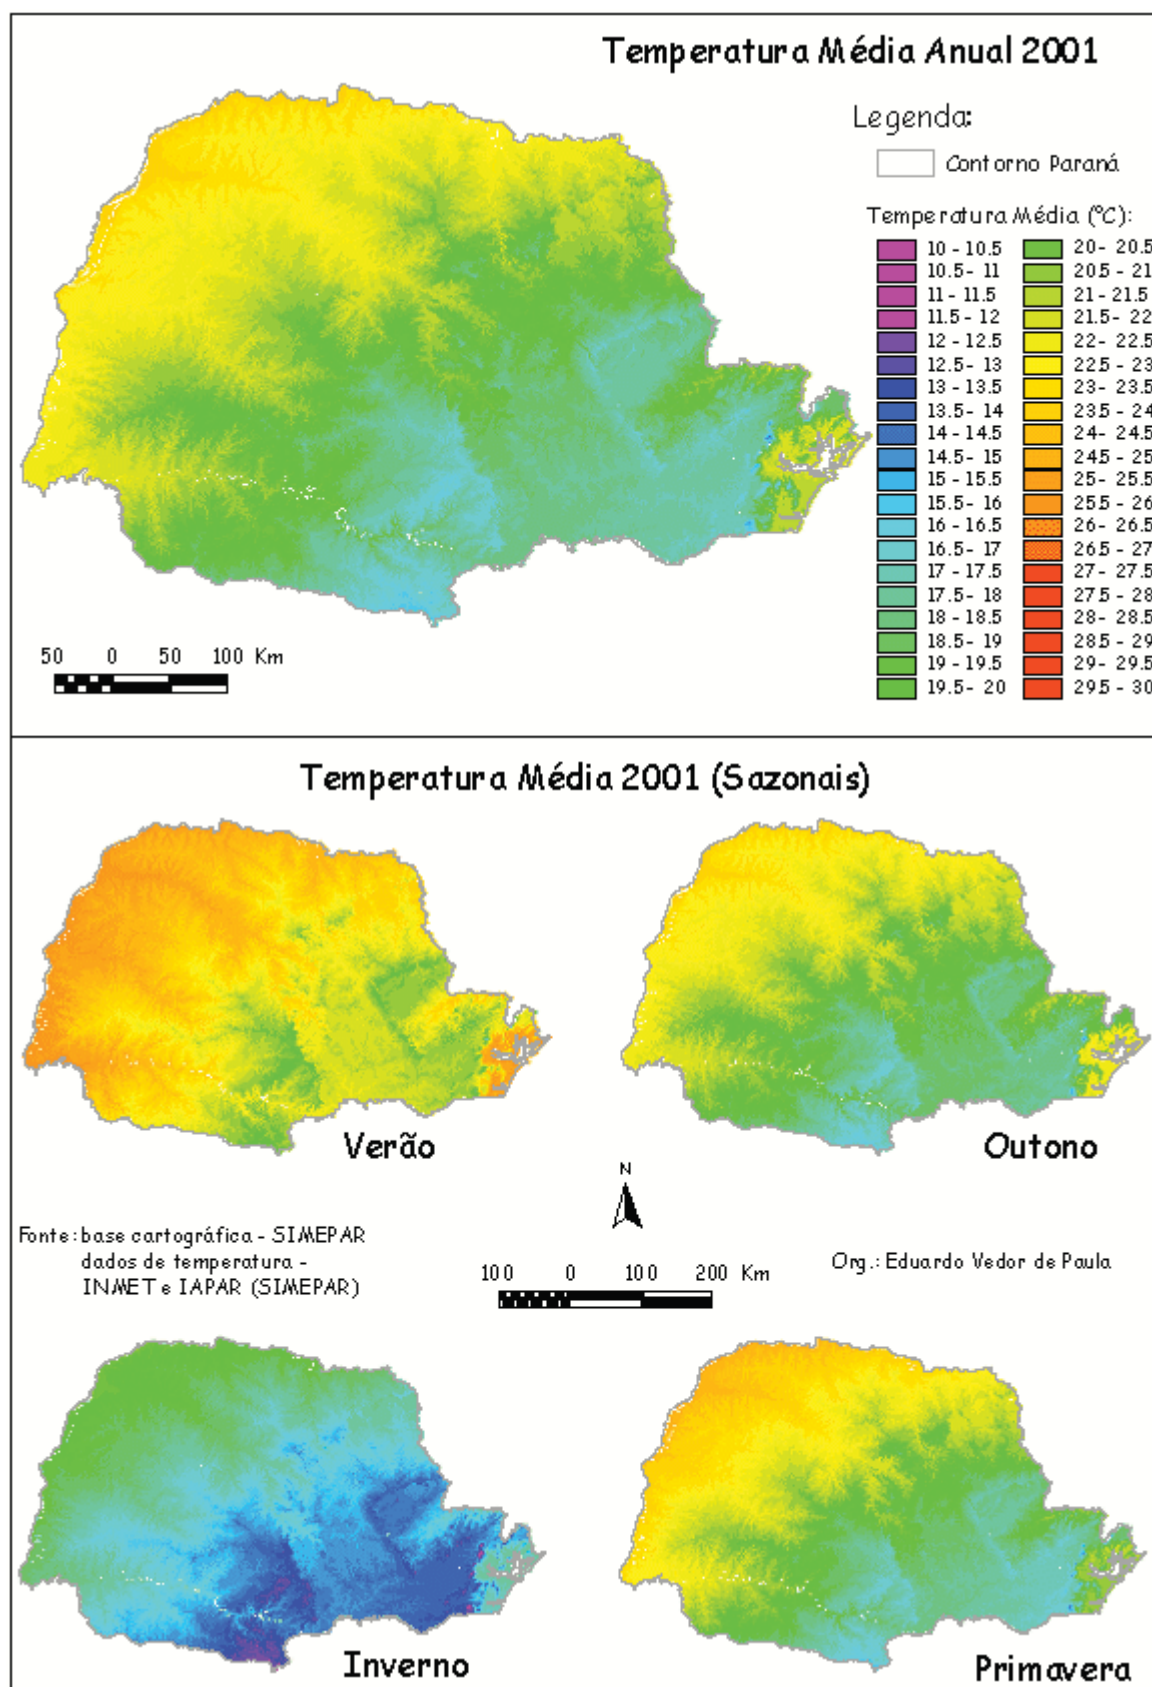 Temperatura Média Anual 2001
Legenda:
Contorno Paraná
Temperatura Média (ºC):
10 - 10.5
10.5 - 11
11 - 11.5
11.5 - 12
12 - 12.5
12.5 - 13
13 - 13.5
13.5 - 14
14 - 14.5
14.5 - 15
15 - 15.5
15.5 - 16
16 - 16.5
16.5 - 17
17 - 17.5
17.5 - 18
18 - 18.5
18.5 - 19
19 - 19.5
19.5 - 20
20 - 20.5
20.5 - 21
21 - 21.5
21.5 - 22
22 - 22.5
22.5 - 23
23 - 23.5
23.5 - 24
24 - 24.5
24.5 - 25
25 - 25.5
25.5 - 26
26 - 26.5
26.5 - 27
27 - 27.5
27.5 - 28
28 - 28.5
28.5 - 29
29 - 29.5
29.5 - 30
50 0 50 100 Km
Temperatura Média 2001 (Sazonais)
Verão
Outono
N
Fonte: base cartográfica - SIMEPAR
dados de temperatura -
INMET e IAPAR (SIMEPAR)
100 0 100 200 Km
Org.: Eduardo Vedor de Paula
Inverno
Primavera